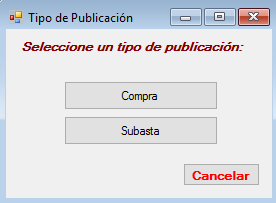 Tipo de Publicación
Seleccione un tipo de publicación:
Compra
Subasta
Cancelar